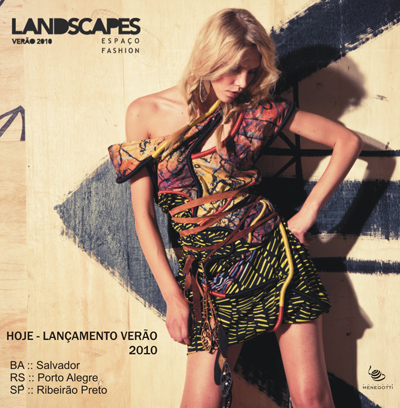 LANDSCAPES
VERÃO 2010
ESPAÇO
FASHION
HOJE - LANÇAMENTO VERÃO
2010
BA :: Salvador
RS :: Porto Alegre
SP :: Ribeirão Preto
MENEGOTTI